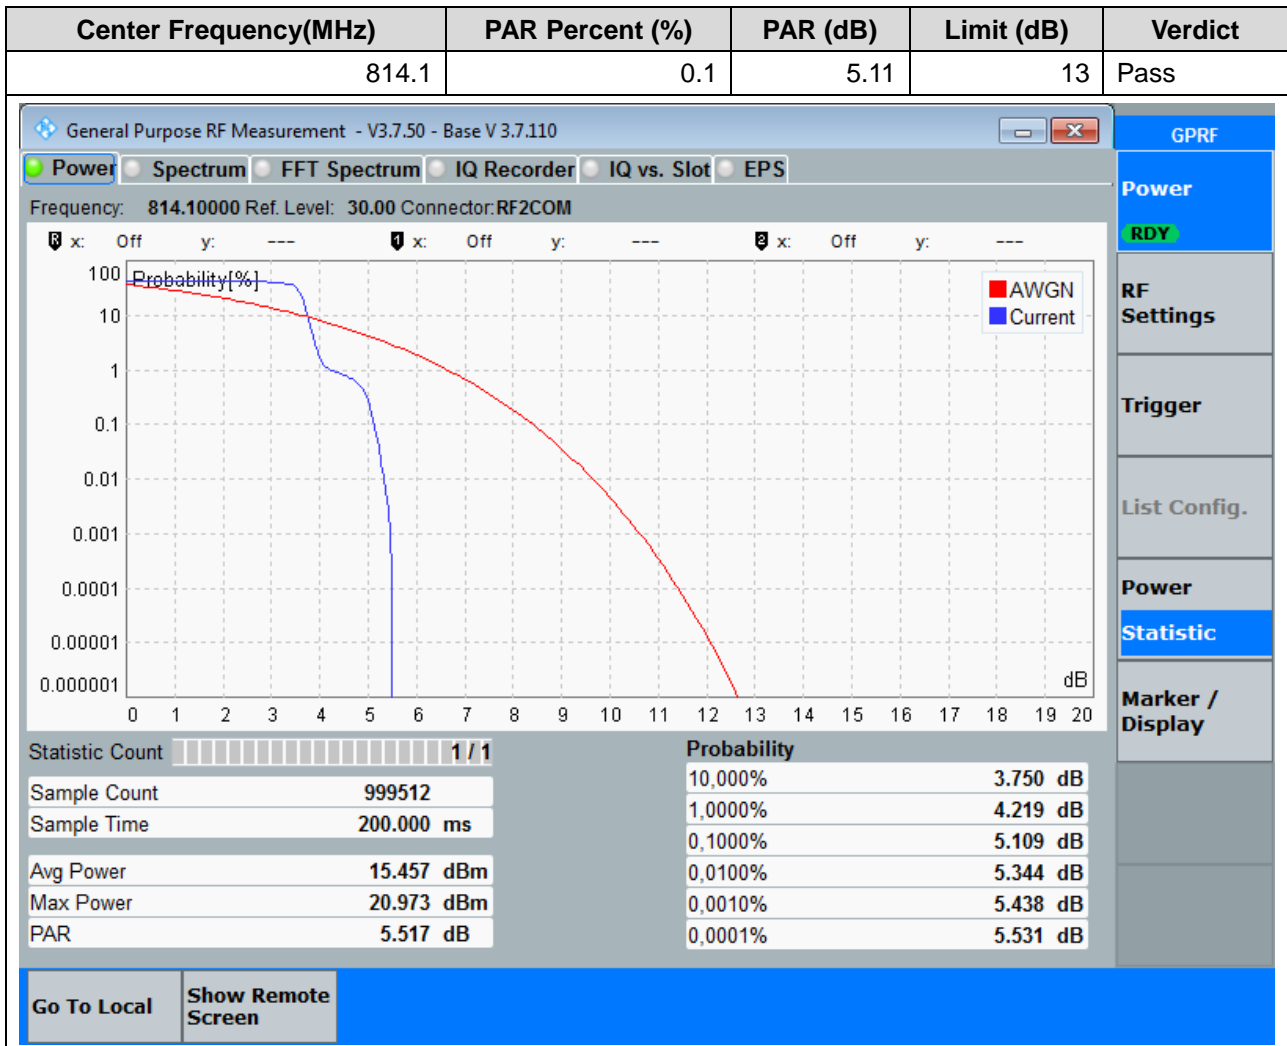 Center Frequency(MHz) PAR Percent (%) PAR (dB) Limit (dB) Verdict
814.1 0.1 5.11 13 Pass
General Purpose RF Measurement - V3.7.50 - Base V 3.7.110
GPRF
Power Spectrum FFT Spectrum IQ Recorder IQ vs. Slot EPS
Power
RDY
Frequency: 814.10000 Ref. Level: 30.00 Connector:RF2COM
R x: Off y: --- 1 x: Off y: --- 2 x: Off y: ---
Probability[%]
AWGN
Current
100
10
1
0.1
0.01
0.001
0.0001
0.00001
0.000001
dB
0 1 2 3 4 5 6 7 8 9 10 11 12 13 14 15 16 17 18 19 20
RF
Settings
Trigger
List Config.
Power
Statistic
Marker /
Display
Statistic Count 1 / 1
Sample Count 999512
Sample Time 200.000 ms
Avg Power 15.457 dBm
Max Power 20.973 dBm
PAR 5.517 dB
Probability
10,000% 3.750 dB
1,0000% 4.219 dB
0,1000% 5.109 dB
0,0100% 5.344 dB
0,0010% 5.438 dB
0,0001% 5.531 dB
Go To Local
Show Remote
Screen